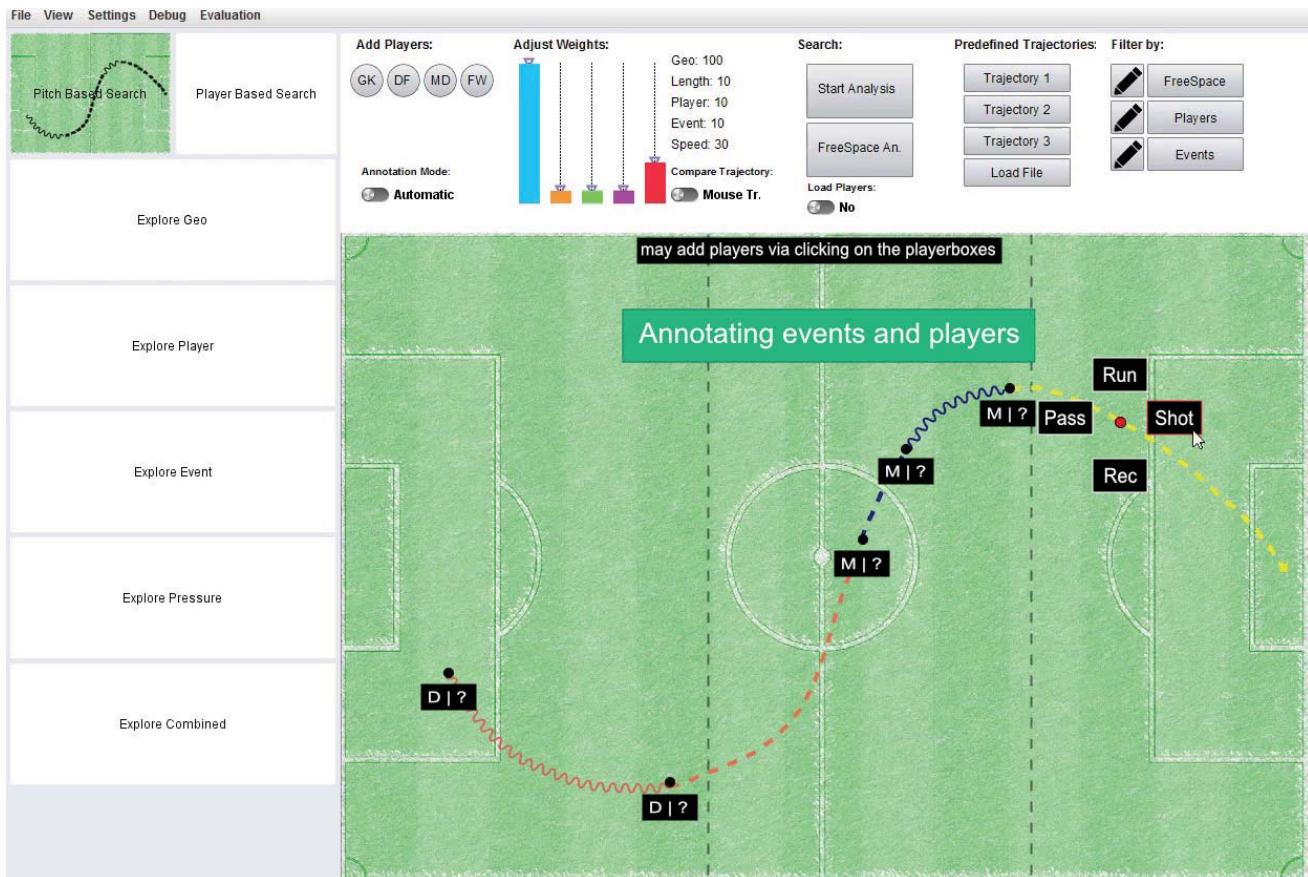 File View Settings Debug Evaluation
Pitch Based Search
Player Based Search
Explore Geo
Explore Player
Explore Event
Explore Pressure
Explore Combined
Add Players:
GK DF MD FW
Annotation Mode:
Automatic
Adjust Weights:
Geo: 100
Length: 10
Player: 10
Event: 10
Speed: 30
Compare Trajectory:
Mouse Tr.
Search:
Start Analysis
FreeSpace An.
Load Players:
No
Predefined Trajectories:
Trajectory 1
Trajectory 2
Trajectory 3
Load File
Filter by:
FreeSpace
Players
Events
may add players via clicking on the playerboxes
Annotating events and players
Run
M | ?
Pass
Shot
M | ?
Rec
M | ?
D | ?
D | ?